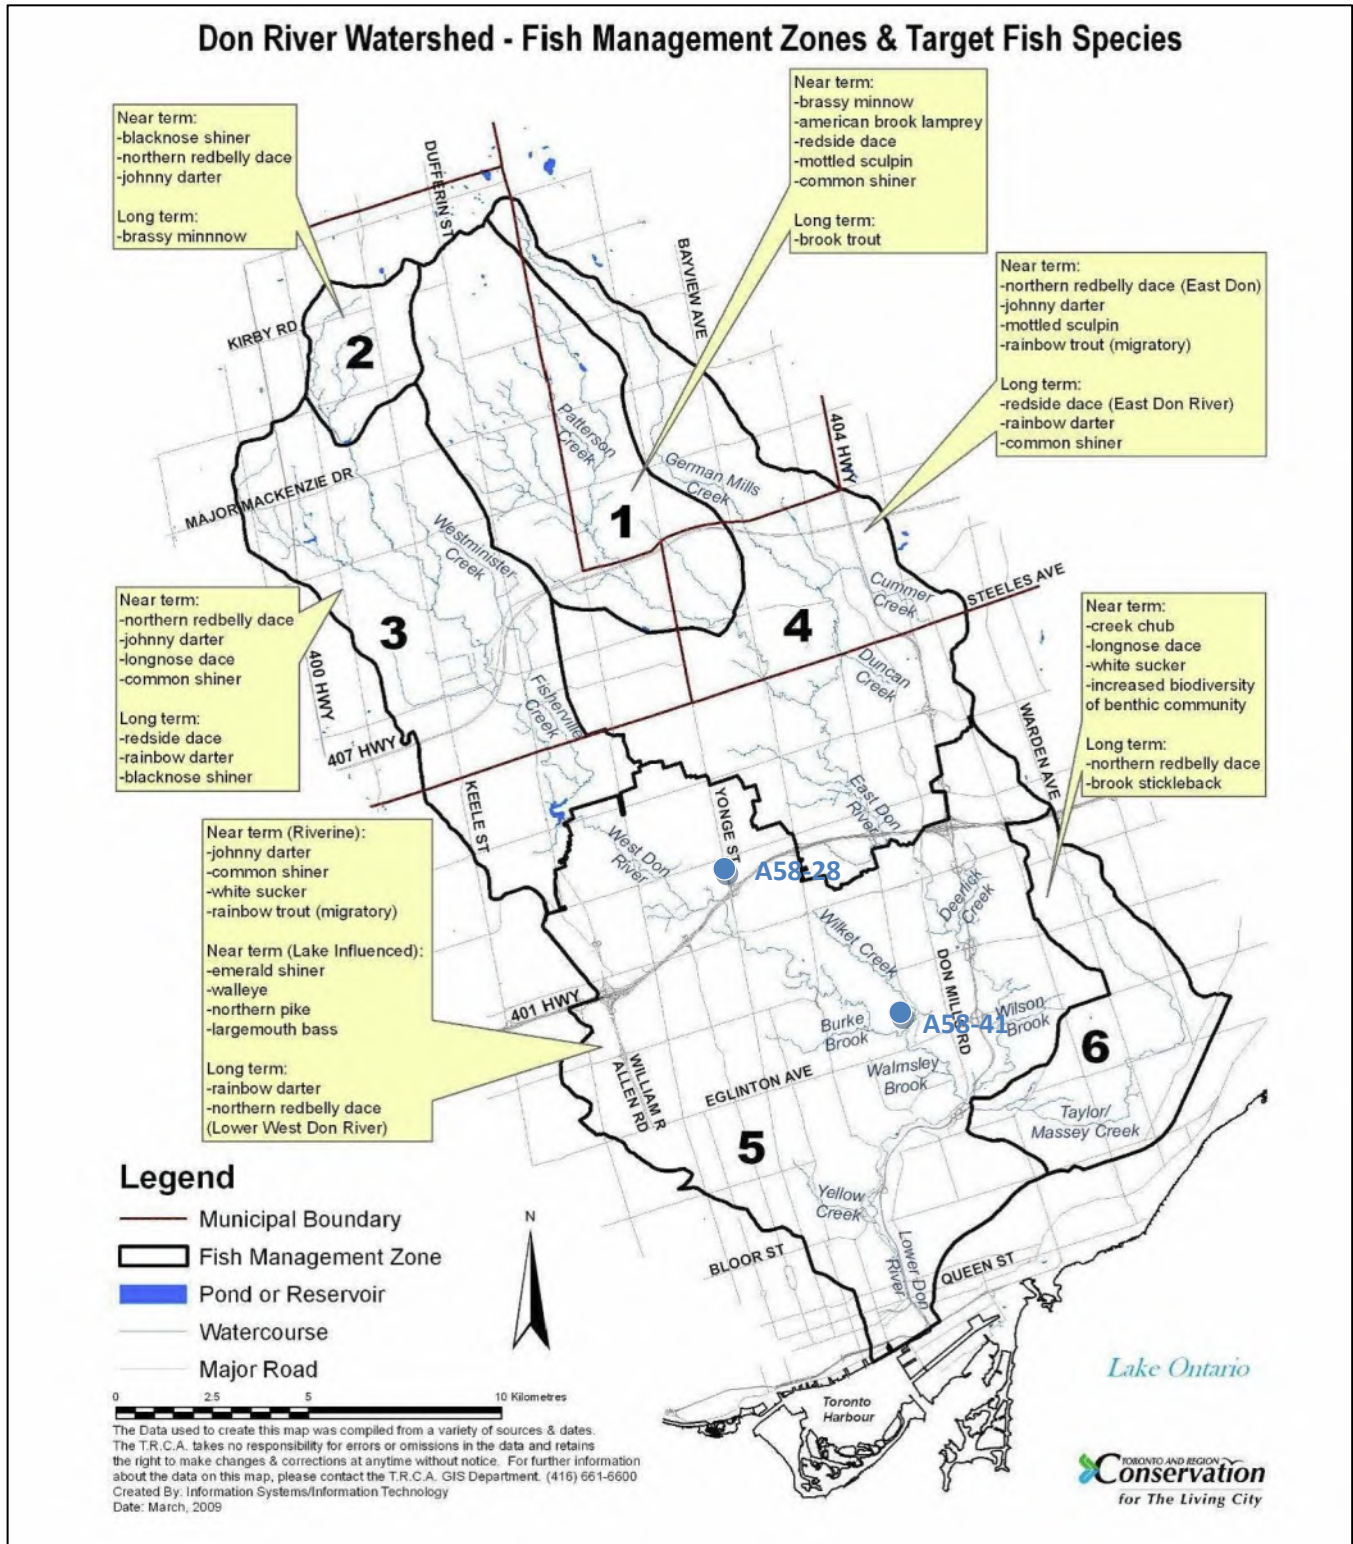 Don River Watershed - Fish Management Zones & Target Fish Species
Near term:
-blacknose shiner
-northern redbelly dace
-johnny darter
Long term:
-brassy minnnow
Near term:
-brassy minnow
-american brook lamprey
-redside dace
-mottled sculpin
-common shiner
Long term:
-brook trout
Near term:
-northern redbelly dace (East Don)
-johnny darter
-mottled sculpin
-rainbow trout (migratory)
Long term:
-redside dace (East Don River)
-rainbow darter
-common shiner
Near term:
-northern redbelly dace
-johnny darter
-longnose dace
-common shiner
Long term:
-redside dace
-rainbow darter
-blacknose shiner
Near term:
-creek chub
-longnose dace
-white sucker
-increased biodiversity
of benthic community
Long term:
-northern redbelly dace
-brook stickleback
Near term (Riverine):
-johnny darter
-common shiner
-white sucker
-rainbow trout (migratory)
Near term (Lake Influenced):
-emerald shiner
-walleye
-northern pike
-largemouth bass
Long term:
-rainbow darter
-northern redbelly dace
(Lower West Don River)
DUFFERIN ST
BAYVIEW AVE
KIRBY RD
2
404 HWY
Patterson
Creek
German Mills
Creek
MAJOR MACKENZIE DR
1
Westminister
Creek
Cummer
Creek
STEELES AVE
3
4
Duncan
Creek
400 HWY
Fisherville
Creek
407 HWY
WARDEN AVE
KEELE ST
YONGE ST
East Don
River
West Don
River
A58-28
Deerlick
Creek
Wilket Creek
DON MILLS RD
401 HWY
A58-41
Wilson
Brook
Burke
Brook
6
Walmsley
Brook
WILLIAM R
ALLEN RD
EGLINTON AVE
Taylor/
Massey Creek
5
Yellow
Creek
BLOOR ST
Lower Don
River
QUEEN ST
Toronto
Harbour
Lake Ontario
Legend
Municipal Boundary
Fish Management Zone
Pond or Reservoir
Watercourse
Major Road
N
0 2.5 5 10 Kilometres
The Data used to create this map was compiled from a variety of sources & dates.
The T.R.C.A. takes no responsibility for errors or omissions in the data and retains
the right to make changes & corrections at anytime without notice. For further information
about the data on this map, please contact the T.R.C.A. GIS Department. (416) 661-6600
Created By: Information Systems/Information Technology
Date: March, 2009
TORONTO AND REGION
Conservation
for The Living City